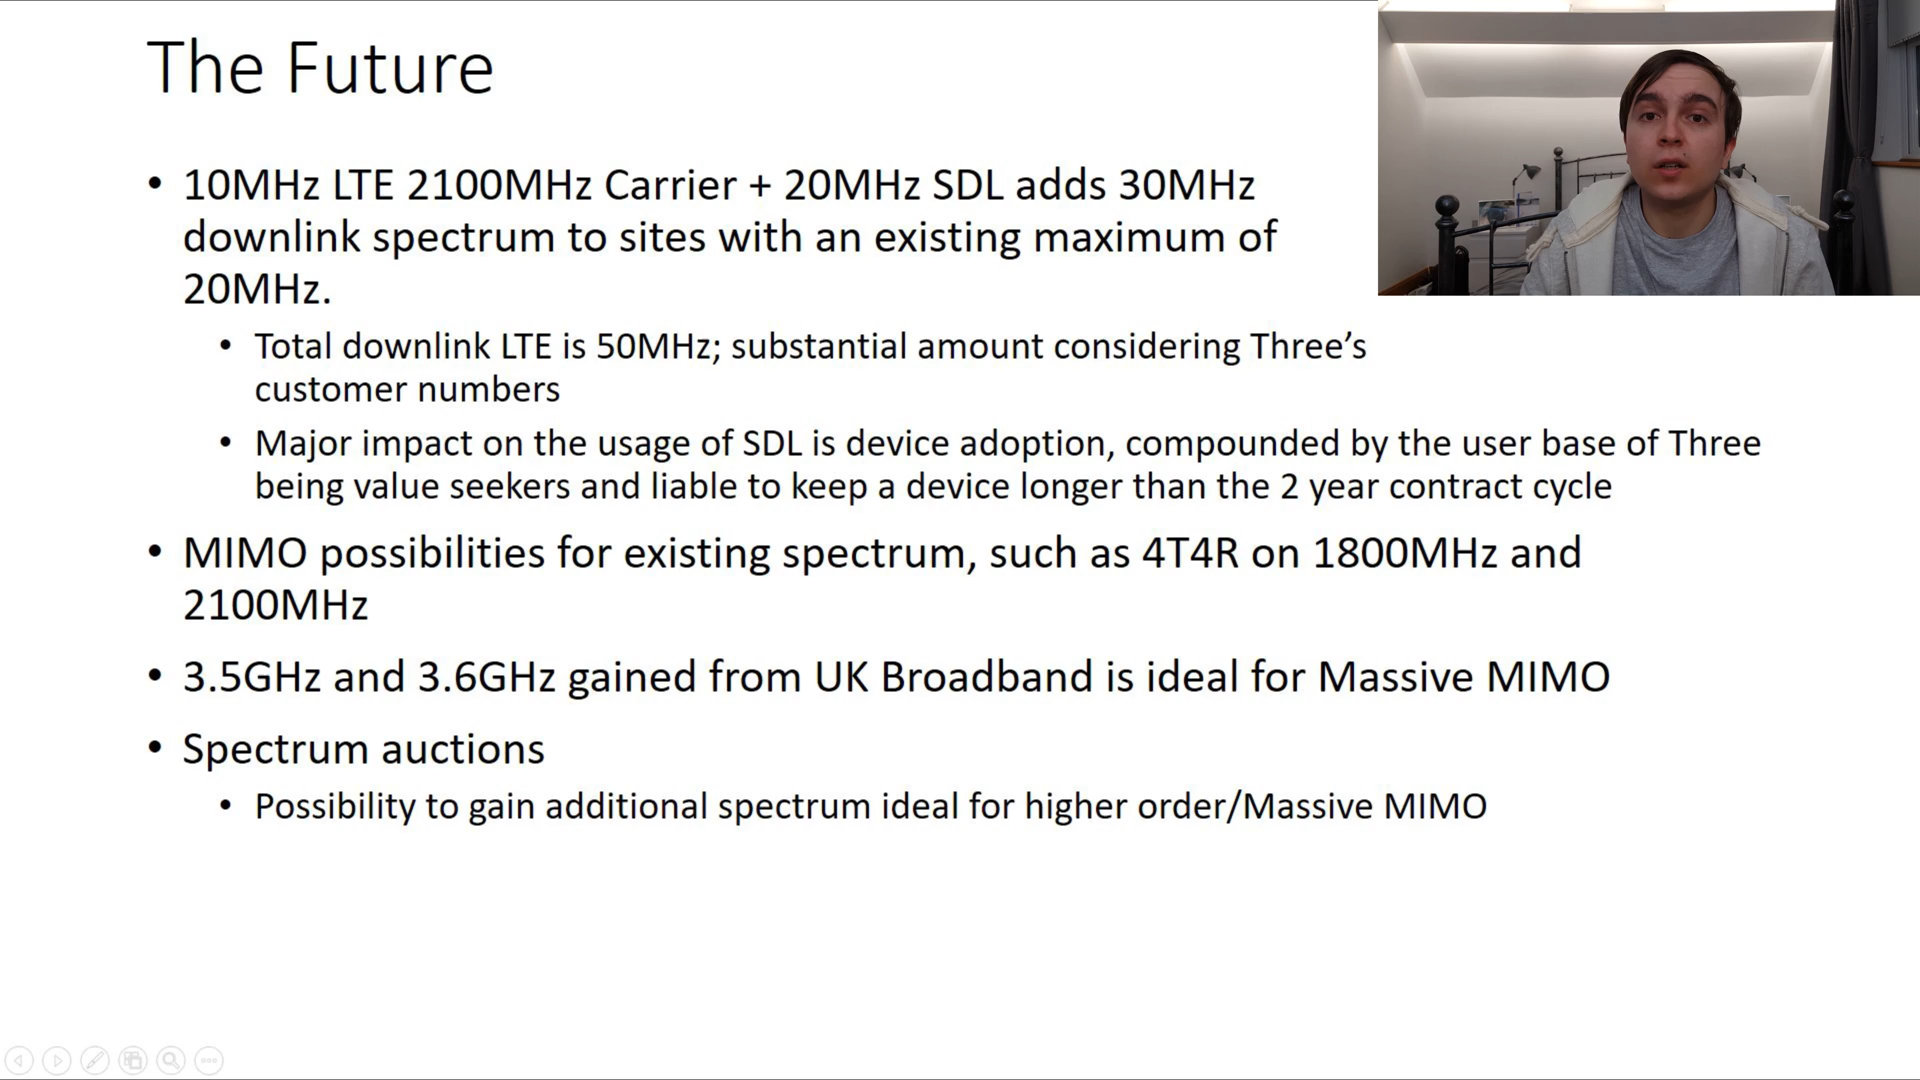 The Future
• 10MHz LTE 2100MHz Carrier + 20MHz SDL adds 30MHz
downlink spectrum to sites with an existing maximum of
20MHz.
• Total downlink LTE is 50MHz; substantial amount considering Three’s
customer numbers
• Major impact on the usage of SDL is device adoption, compounded by the user base of Three
being value seekers and liable to keep a device longer than the 2 year contract cycle
• MIMO possibilities for existing spectrum, such as 4T4R on 1800MHz and
2100MHz
• 3.5GHz and 3.6GHz gained from UK Broadband is ideal for Massive MIMO
• Spectrum auctions
• Possibility to gain additional spectrum ideal for higher order/Massive MIMO